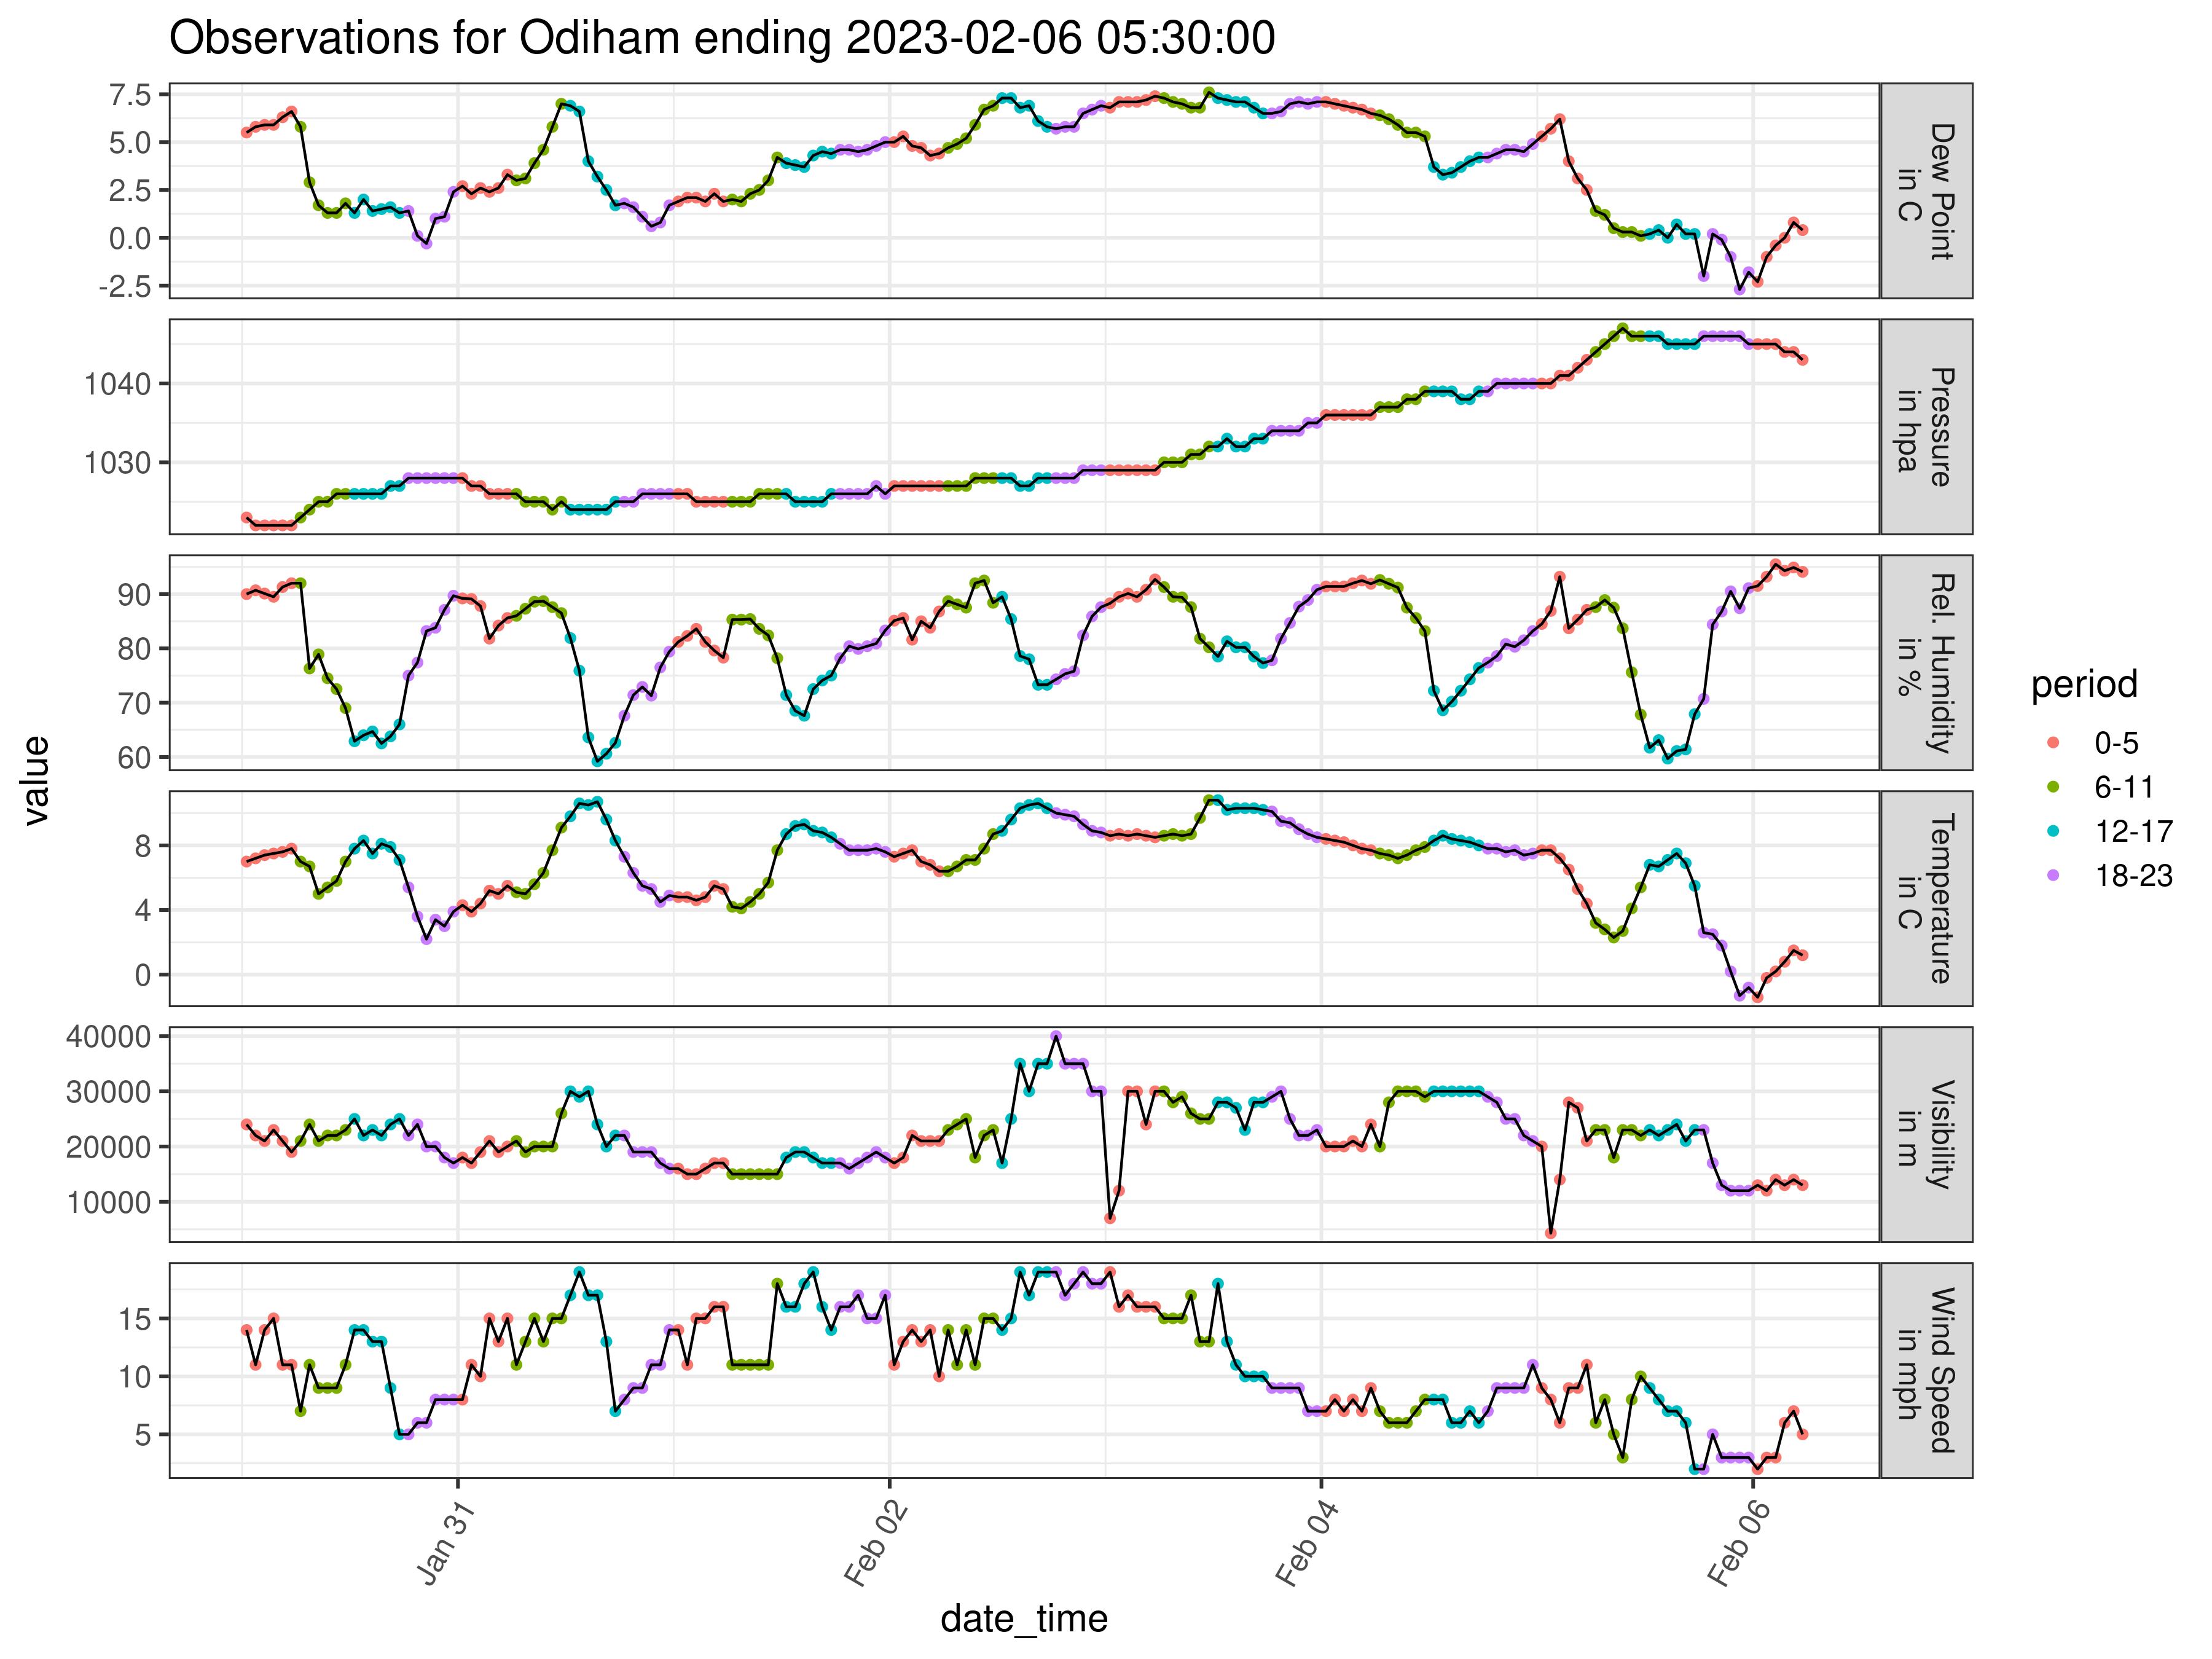 Observations for Odiham ending 2023-02-06 05:30:00
7.5
5.0
2.5
0.0
-2.5
Dew Point
in C
1040
1030
Pressure
in hpa
90
80
70
60
Rel. Humidity
in %
8
4
0
Temperature
in C
40000
30000
20000
10000
Visibility
in m
15
10
5
Wind Speed
in mph
value
Jan 31
Feb 02
Feb 04
Feb 06
date_time
period
0-5
6-11
12-17
18-23